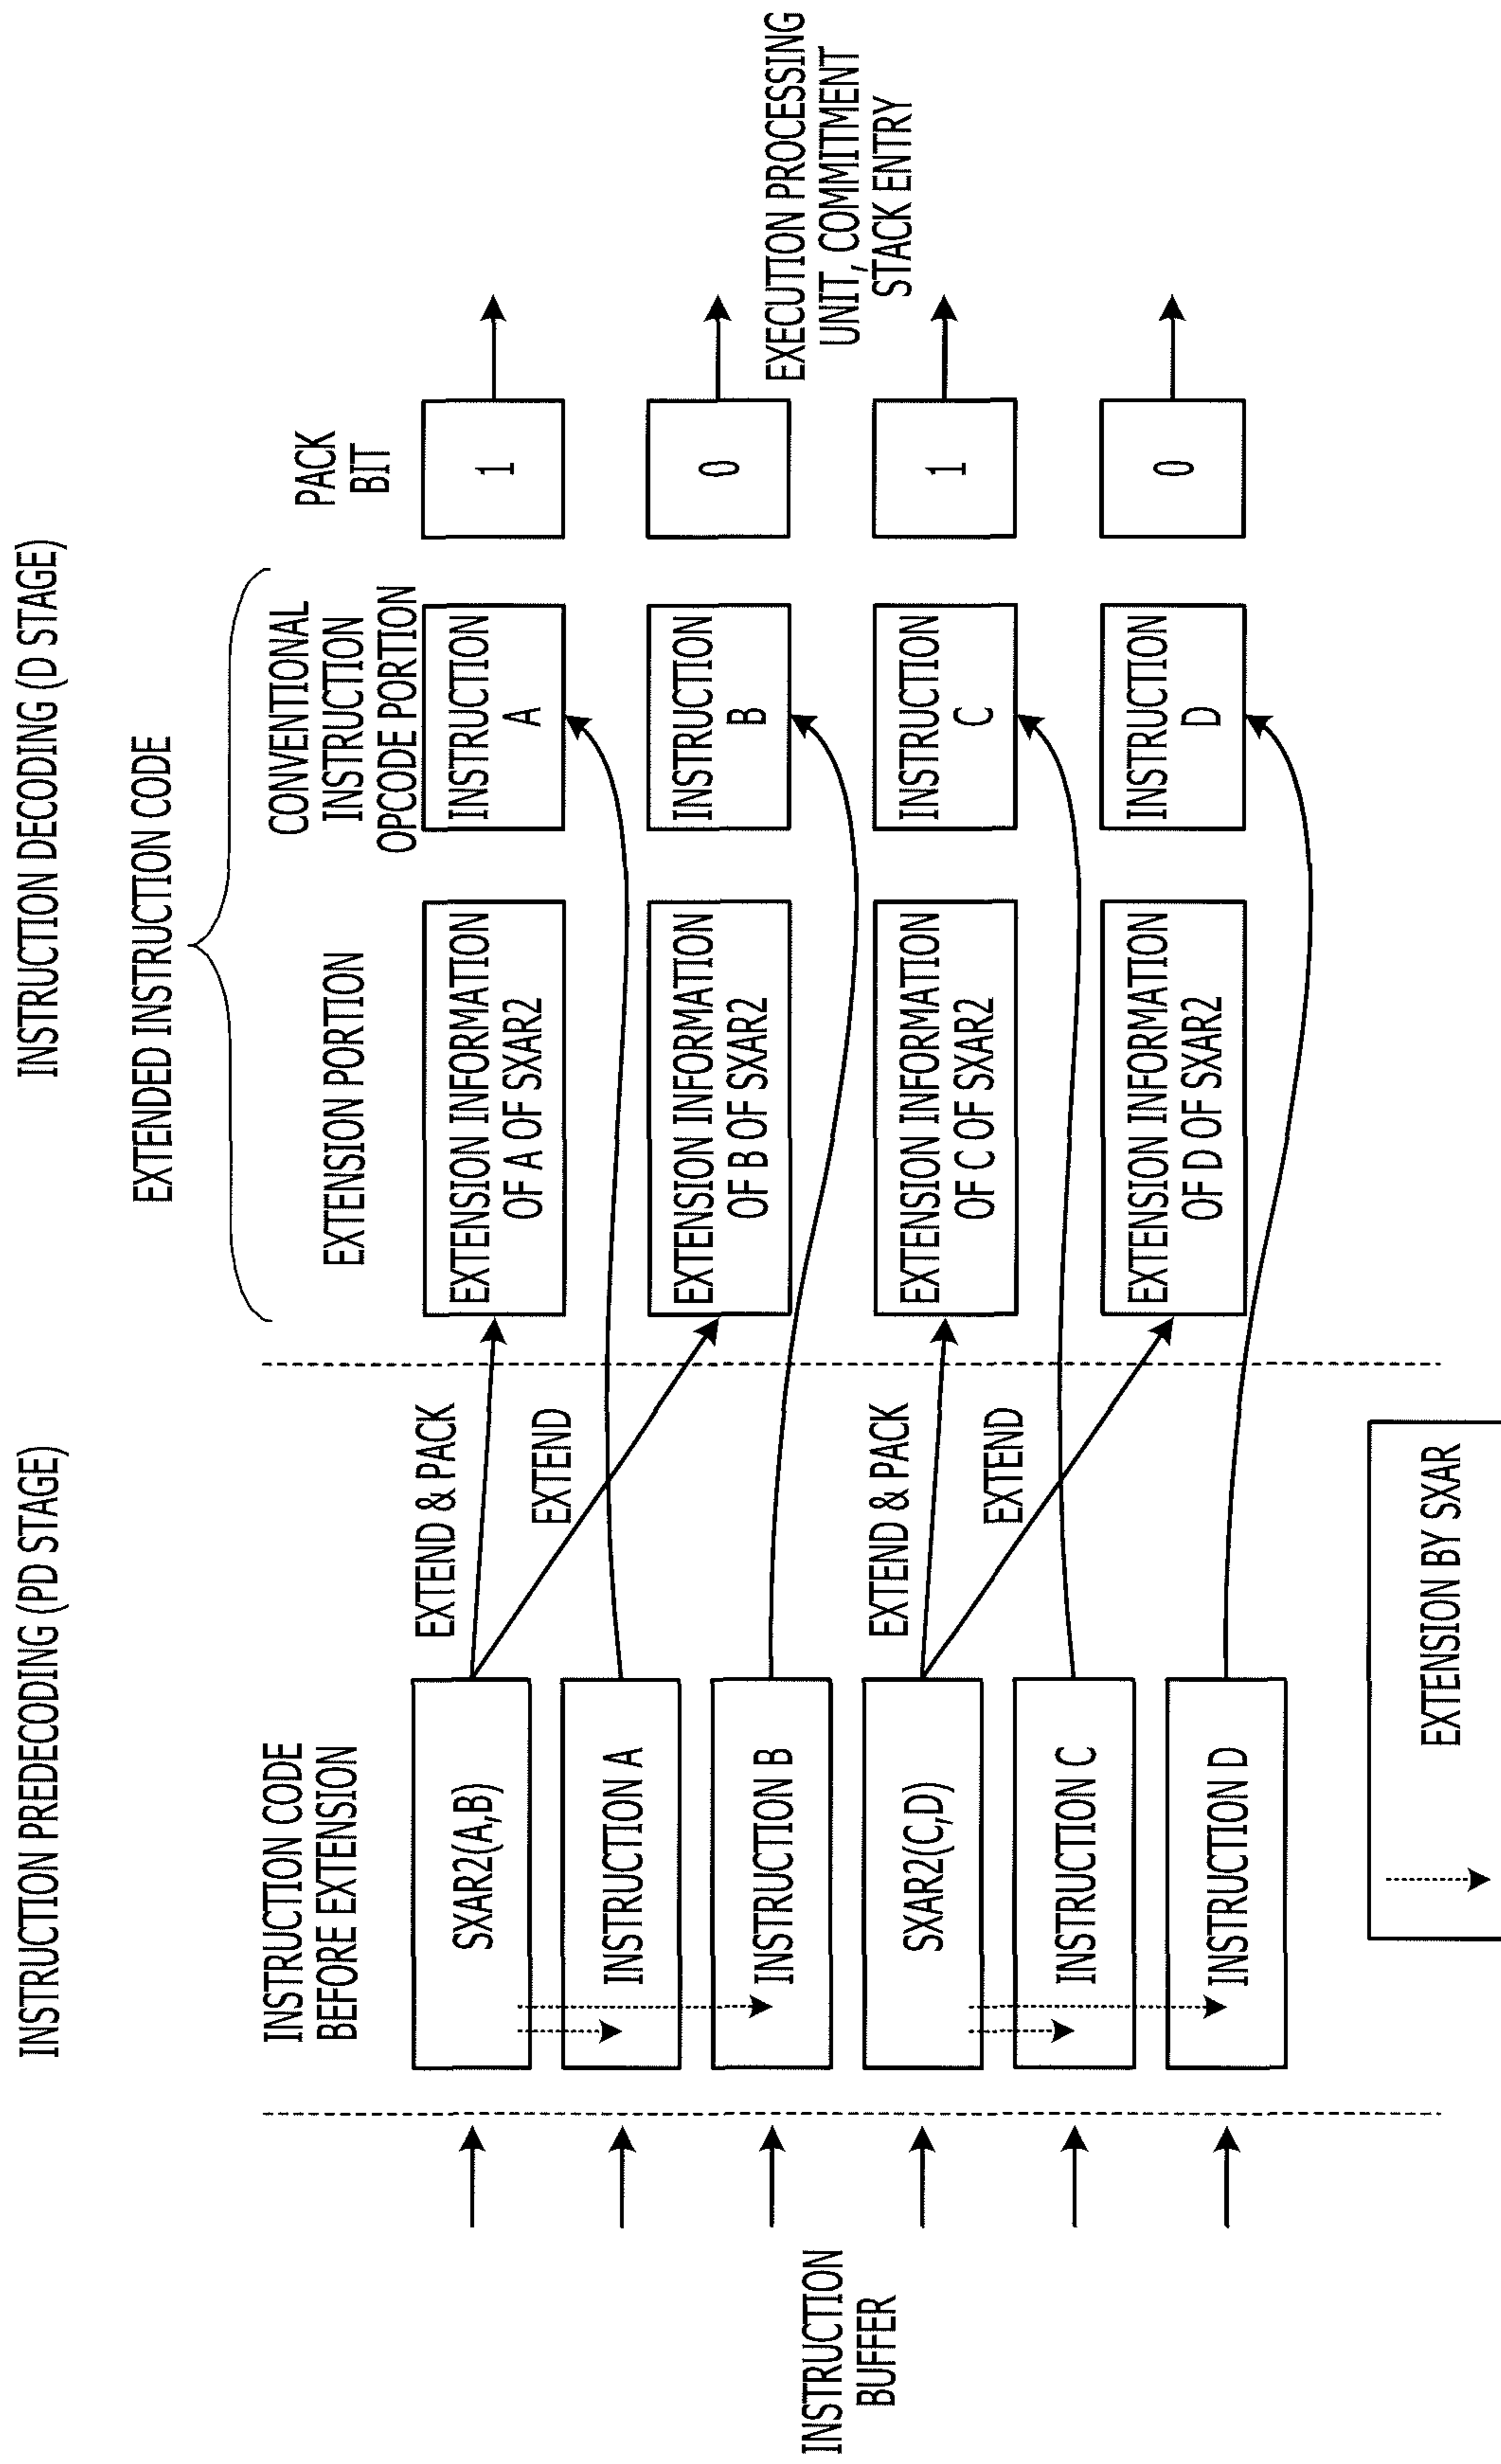 INSTRUCTION PREDECODING (PD STAGE)
INSTRUCTION DECODING (D STAGE)
EXTENDED INSTRUCTION CODE
INSTRUCTION CODE
BEFORE EXTENSION
EXTENSION PORTION
CONVENTIONAL
INSTRUCTION
OPCODE PORTION
PACK
BIT
INSTRUCTION
BUFFER
SXAR2(A,B)
INSTRUCTION A
INSTRUCTION B
SXAR2(C,D)
INSTRUCTION C
INSTRUCTION D
EXTEND & PACK
EXTEND
EXTEND & PACK
EXTEND
EXTENSION INFORMATION
OF A OF SXAR2
INSTRUCTION
A
1
EXTENSION INFORMATION
OF B OF SXAR2
INSTRUCTION
B
0
EXTENSION INFORMATION
OF C OF SXAR2
INSTRUCTION
C
1
EXTENSION INFORMATION
OF D OF SXAR2
INSTRUCTION
D
0
EXECUTION PROCESSING
UNIT, COMMITMENT
STACK ENTRY
EXTENSION BY SXAR